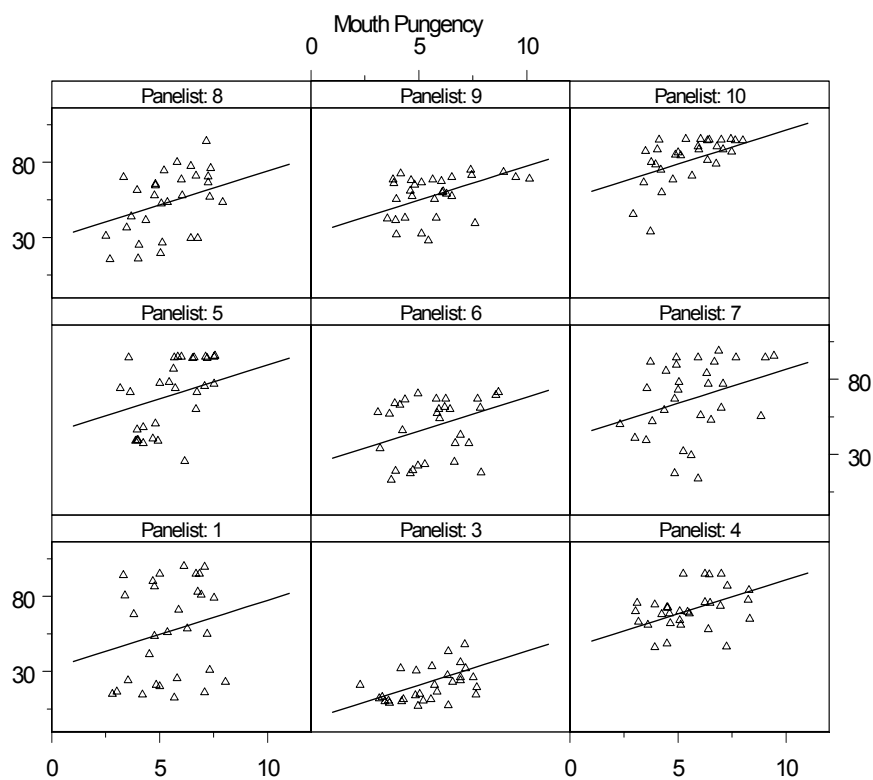 Mouth Pungency
0 5 10
Panelist: 8 Panelist: 9 Panelist: 10
80
30
Panelist: 5 Panelist: 6 Panelist: 7
80
30
Panelist: 1 Panelist: 3 Panelist: 4
80
30
0 5 10 0 5 10